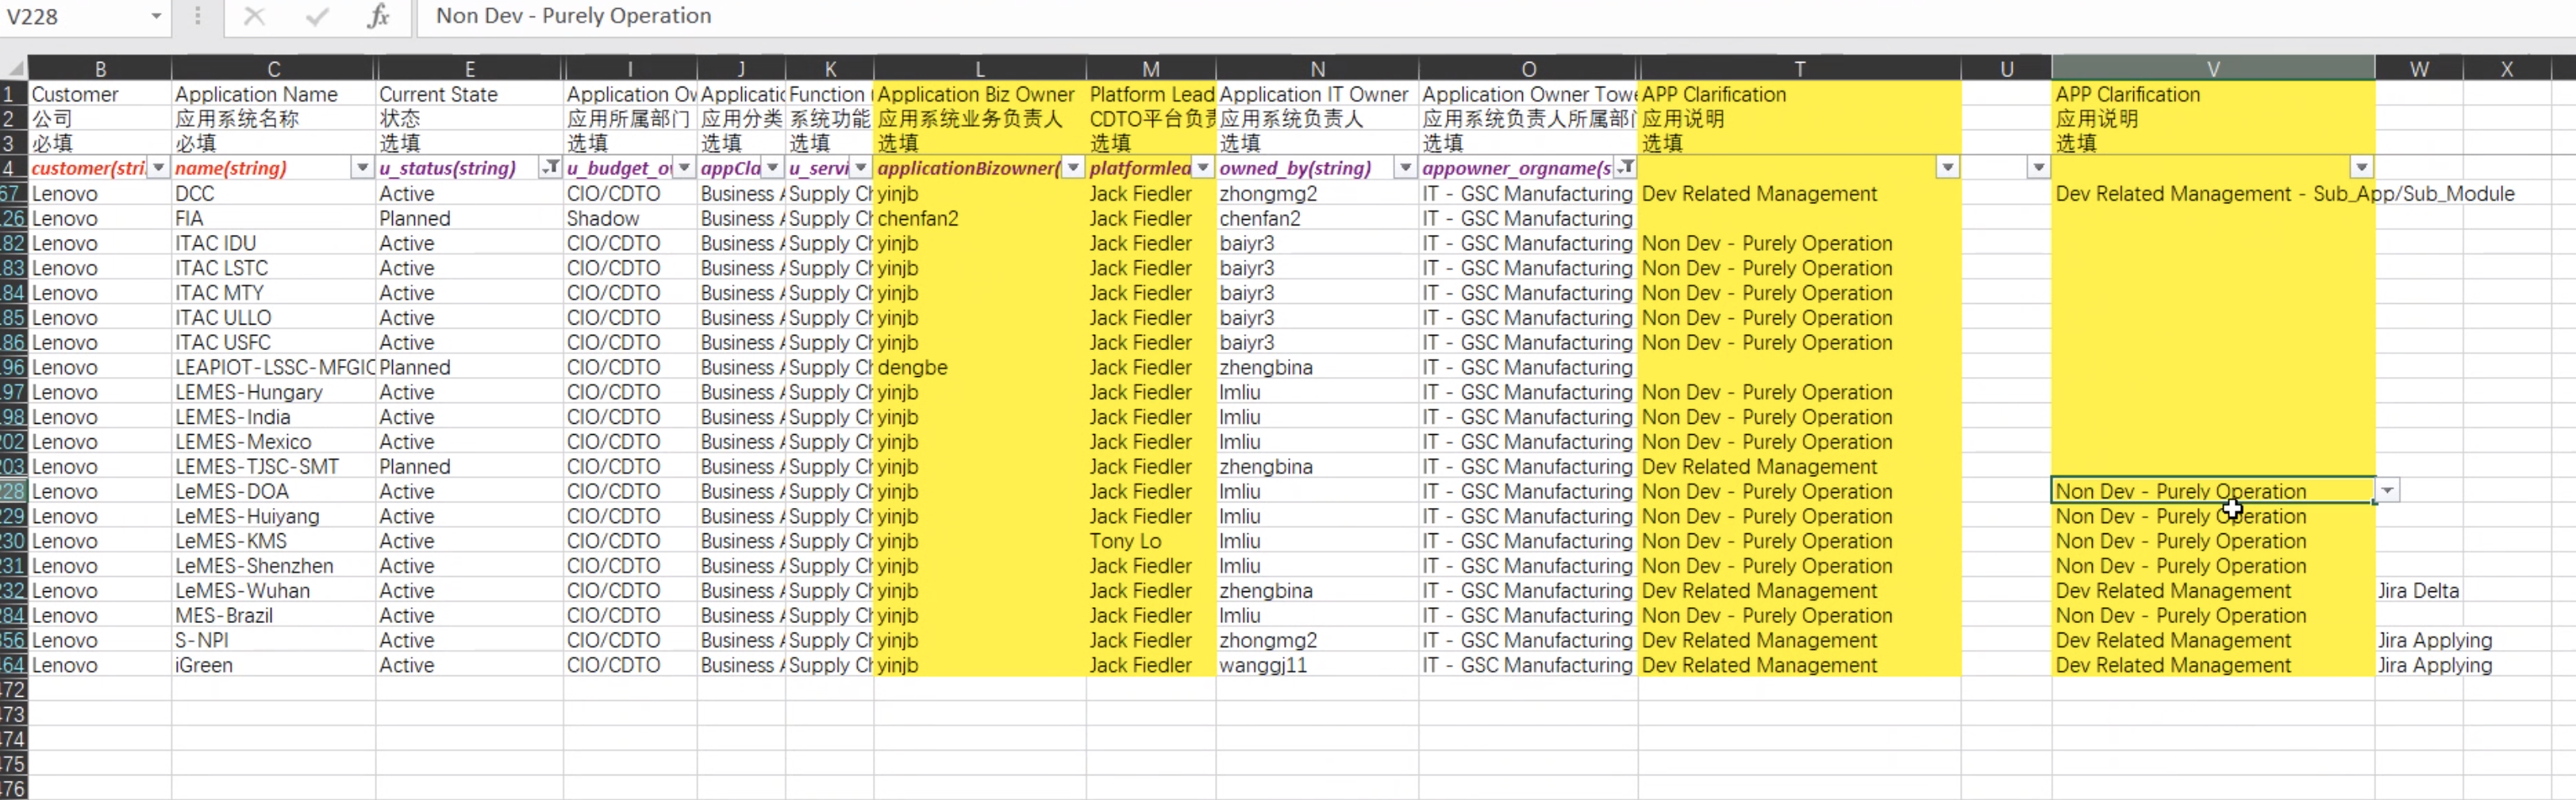 V228 fx Non Dev - Purely Operation
B C E I J K L M N O T U V W X
1 Customer Application Name Current State Application Ow Applicatic Function Application Biz Owner Platform Lead Application IT Owner Application Owner Towe APP Clarification APP Clarification
2 公司 应用系统名称 状态 应用所属部门 应用分类 系统功能 应用系统业务负责人 CDTO平台负责 应用系统负责人 应用系统负责人所属部门 应用说明 应用说明
3 必填 必填 选填 选填 选填 选填 选填 选填 选填 选填 选填 选填
4 customer(stri name(string) u_status(string) u_budget_o appCla u_servi applicationBizowner( platformlea owned_by(string) appowner_orgname(s
67 Lenovo DCC Active CIO/CDTO Business A Supply Ch yinjb Jack Fiedler zhongmg2 IT - GSC Manufacturing Dev Related Management Dev Related Management - Sub_App/Sub_Module
26 Lenovo FIA Planned Shadow Business A Supply Ch chenfan2 Jack Fiedler chenfan2 IT - GSC Manufacturing
82 Lenovo ITAC IDU Active CIO/CDTO Business A Supply Ch yinjb Jack Fiedler baiyr3 IT - GSC Manufacturing Non Dev - Purely Operation
83 Lenovo ITAC LSTC Active CIO/CDTO Business A Supply Ch yinjb Jack Fiedler baiyr3 IT - GSC Manufacturing Non Dev - Purely Operation
84 Lenovo ITAC MTY Active CIO/CDTO Business A Supply Ch yinjb Jack Fiedler baiyr3 IT - GSC Manufacturing Non Dev - Purely Operation
85 Lenovo ITAC ULLO Active CIO/CDTO Business A Supply Ch yinjb Jack Fiedler baiyr3 IT - GSC Manufacturing Non Dev - Purely Operation
86 Lenovo ITAC USFC Active CIO/CDTO Business A Supply Ch yinjb Jack Fiedler baiyr3 IT - GSC Manufacturing Non Dev - Purely Operation
96 Lenovo LEAPIOT-LSSC-MFGIC Planned CIO/CDTO Business A Supply Ch dengbe Jack Fiedler zhengbina IT - GSC Manufacturing
97 Lenovo LEMES-Hungary Active CIO/CDTO Business A Supply Ch yinjb Jack Fiedler lmliu IT - GSC Manufacturing Non Dev - Purely Operation
98 Lenovo LEMES-India Active CIO/CDTO Business A Supply Ch yinjb Jack Fiedler lmliu IT - GSC Manufacturing Non Dev - Purely Operation
202 Lenovo LEMES-Mexico Active CIO/CDTO Business A Supply Ch yinjb Jack Fiedler lmliu IT - GSC Manufacturing Non Dev - Purely Operation
203 Lenovo LEMES-TJSC-SMT Planned CIO/CDTO Business A Supply Ch yinjb Jack Fiedler zhengbina IT - GSC Manufacturing Dev Related Management
228 Lenovo LeMES-DOA Active CIO/CDTO Business A Supply Ch yinjb Jack Fiedler lmliu IT - GSC Manufacturing Non Dev - Purely Operation Non Dev - Purely Operation
229 Lenovo LeMES-Huiyang Active CIO/CDTO Business A Supply Ch yinjb Jack Fiedler lmliu IT - GSC Manufacturing Non Dev - Purely Operation Non Dev - Purely Operation
230 Lenovo LeMES-KMS Active CIO/CDTO Business A Supply Ch yinjb Tony Lo lmliu IT - GSC Manufacturing Non Dev - Purely Operation Non Dev - Purely Operation
231 Lenovo LeMES-Shenzhen Active CIO/CDTO Business A Supply Ch yinjb Jack Fiedler lmliu IT - GSC Manufacturing Non Dev - Purely Operation Non Dev - Purely Operation
232 Lenovo LeMES-Wuhan Active CIO/CDTO Business A Supply Ch yinjb Jack Fiedler zhengbina IT - GSC Manufacturing Dev Related Management Dev Related Management Jira Delta
284 Lenovo MES-Brazil Active CIO/CDTO Business A Supply Ch yinjb Jack Fiedler lmliu IT - GSC Manufacturing Non Dev - Purely Operation Non Dev - Purely Operation
356 Lenovo S-NPI Active CIO/CDTO Business A Supply Ch yinjb Jack Fiedler zhongmg2 IT - GSC Manufacturing Dev Related Management Dev Related Management Jira Applying
464 Lenovo iGreen Active CIO/CDTO Business A Supply Ch yinjb Jack Fiedler wanggj11 IT - GSC Manufacturing Dev Related Management Dev Related Management Jira Applying
472
473
474
475
476